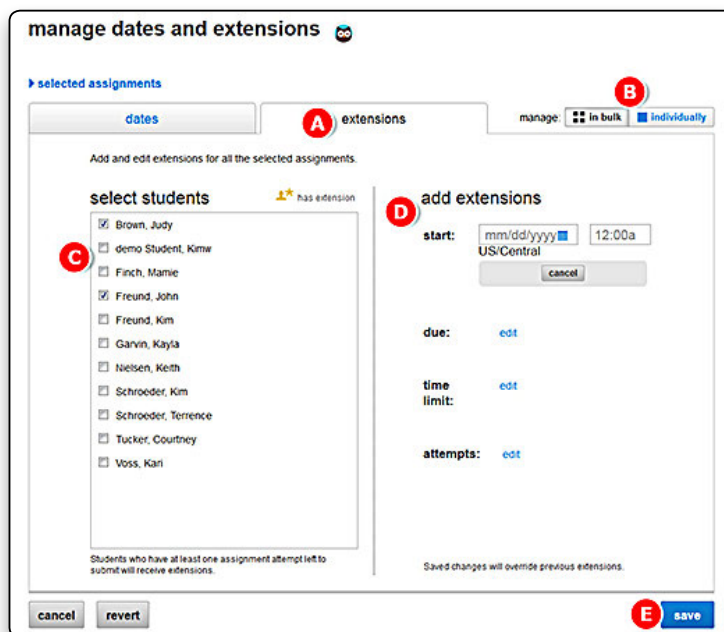 manage dates and extensions
selected assignments
B
dates
A extensions
manage: in bulk individually
Add and edit extensions for all the selected assignments.
select students
has extension
Brown, Judy
C
demo Student, Kimw
Finch, Mamie
Freund, John
Freund, Kim
Garvin, Kayla
Nielsen, Keith
Schroeder, Kim
Schroeder, Terrence
Tucker, Courtney
Voss, Kari
Students who have at least one assignment attempt left to
submit will receive extensions.
D add extensions
start: mm/dd/yyyy 12:00a
US/Central
cancel
due: edit
time
limit: edit
attempts: edit
Saved changes will override previous extensions.
cancel revert
E save